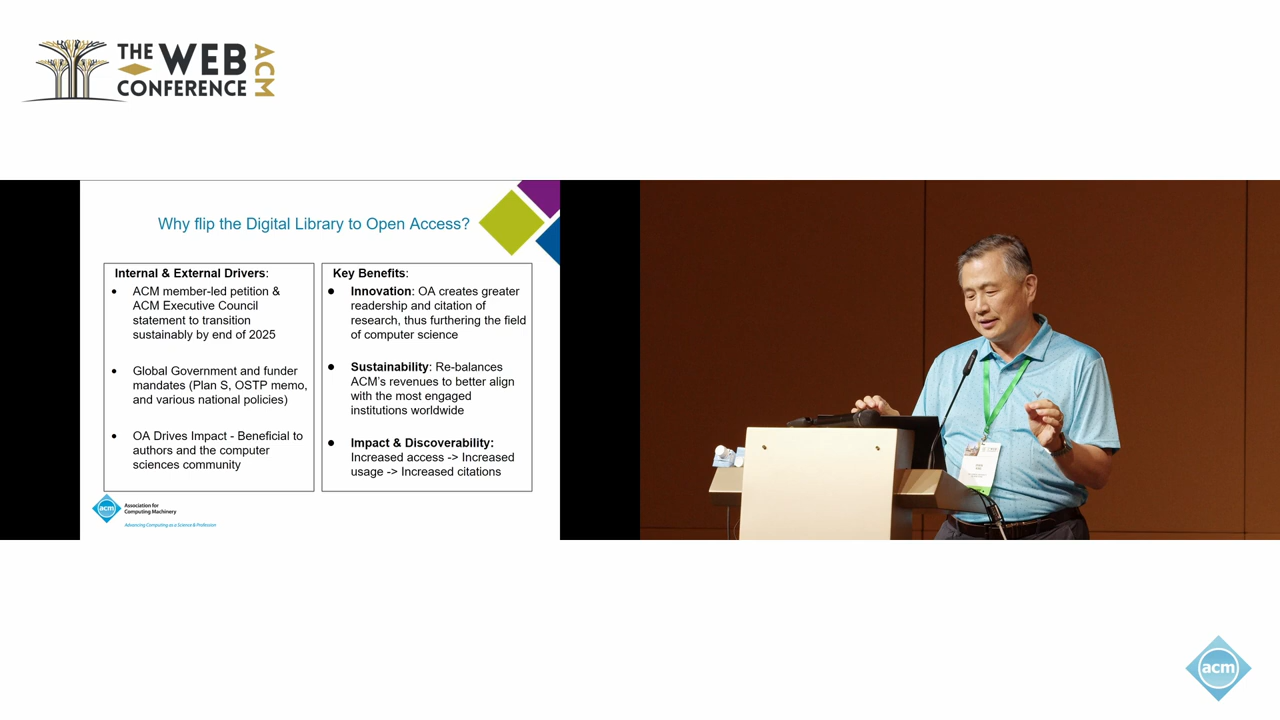 THE WEB
CONFERENCE
ACM
Why flip the Digital Library to Open Access?
Internal & External Drivers:
• ACM member-led petition &
ACM Executive Council
statement to transition
sustainably by end of 2025
• Global Government and funder
mandates (Plan S, OSTP memo,
and various national policies)
• OA Drives Impact - Beneficial to
authors and the computer
sciences community
Key Benefits:
• Innovation: OA creates greater
readership and citation of
research, thus furthering the field
of computer science
• Sustainability: Re-balances
ACM's revenues to better align
with the most engaged
institutions worldwide
• Impact & Discoverability:
Increased access -> Increased
usage -> Increased citations
acm
Association for
Computing Machinery
Advancing Computing as a Science & Profession
acm